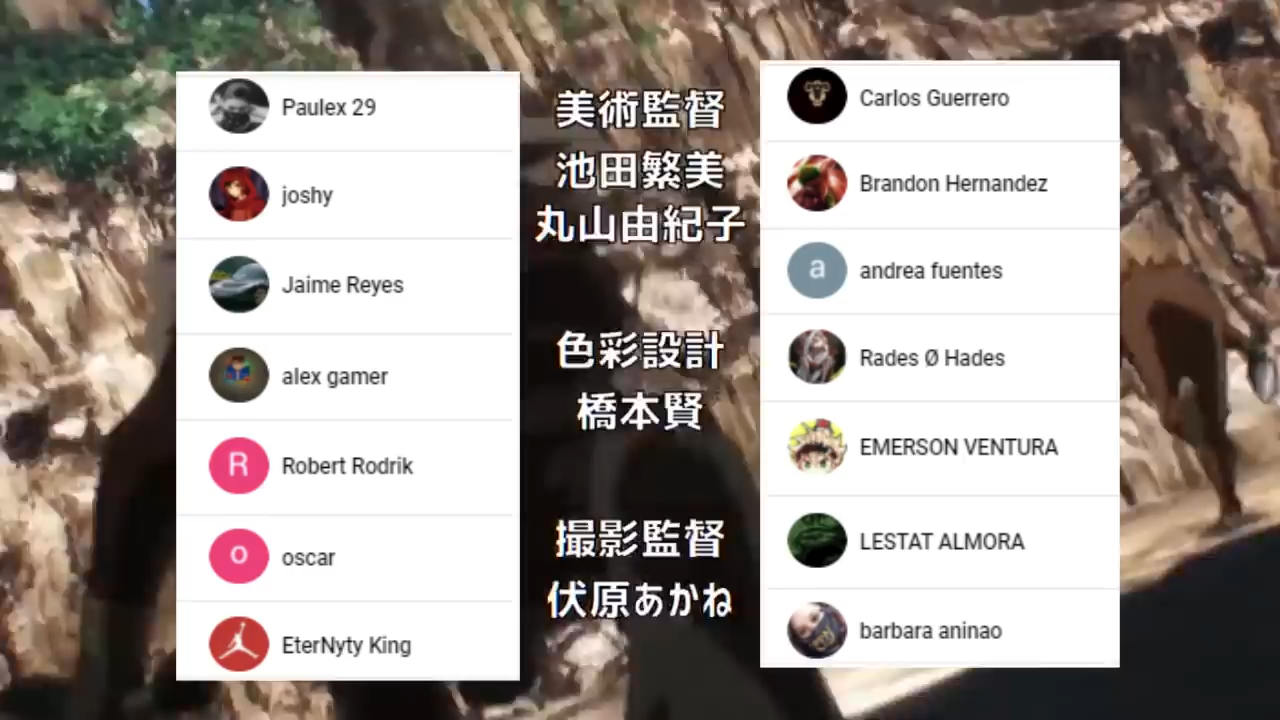 Paulex 29
joshy
Jaime Reyes
alex gamer
R
Robert Rodrik
o
oscar
EterNyty King
美術監督
池田繁美
丸山由紀子
色彩設計
橋本賢
撮影監督
伏原あかね
Carlos Guerrero
Brandon Hernandez
a
andrea fuentes
Rades Ø Hades
EMERSON VENTURA
LESTAT ALMORA
barbara aninao